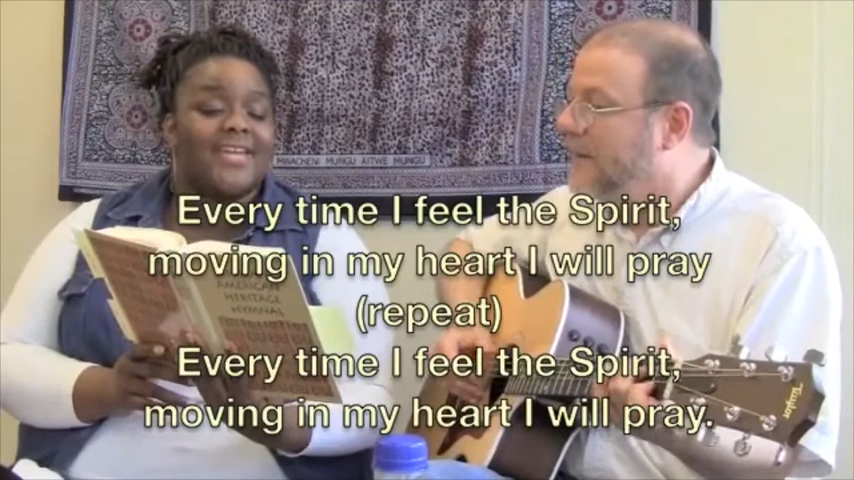 MWACHENI MUNGU, AITWE MUNGU
Every time I feel the Spirit,
moving in my heart I will pray
(repeat)
Every time I feel the Spirit,
moving in my heart I will pray.
AMERICAN
HERITAGE
HYMNAL
Taylor